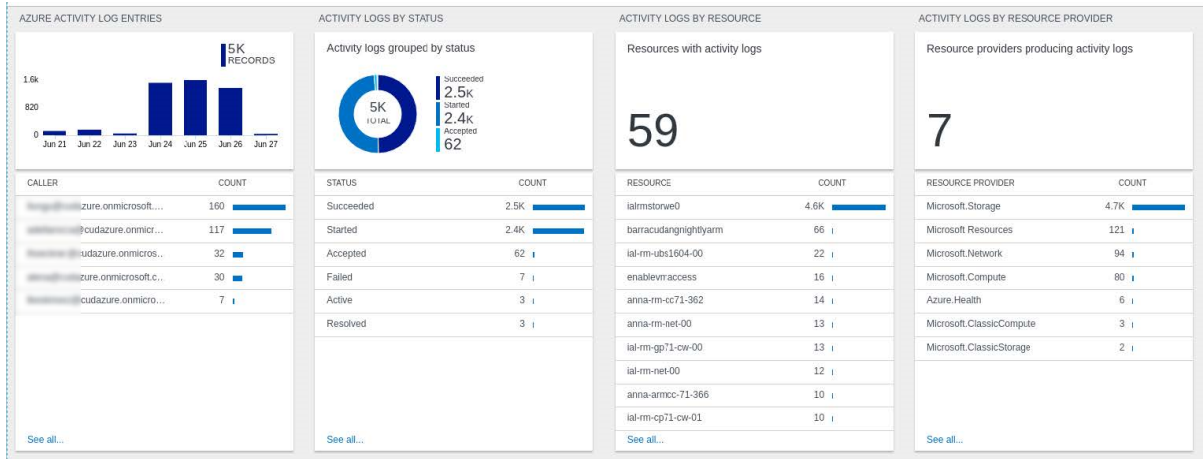 AZURE ACTIVITY LOG ENTRIES
5K
RECORDS
1.6k
820
0
Jun 21 Jun 22 Jun 23 Jun 24 Jun 25 Jun 26 Jun 27
CALLER COUNT
zure.onmicrosoft.... 160
cudazure.onmicr... 117
udazure.onmicros.. 32
zure.onmicrosoft.c.. 30
cudazure.onmicro... 7
See all...
ACTIVITY LOGS BY STATUS
Activity logs grouped by status
5K
TOTAL
Succeeded
2.5K
Started
2.4K
Accepted
62
STATUS COUNT
Succeeded 2.5K
Started 2.4K
Accepted 62
Failed 7
Active 3
Resolved 3
See all...
ACTIVITY LOGS BY RESOURCE
Resources with activity logs
59
RESOURCE COUNT
ialrmstorwe0 4.6K
barracudangnightlyarm 66
ial-rm-ubs1604-00 22
enablevmaccess 16
anna-rm-cc71-362 14
anna-rm-net-00 13
ial-rm-gp71-cw-00 13
ial-rm-net-00 12
anna-armcc-71-366 10
ial-rm-cp71-cw-01 10
See all...
ACTIVITY LOGS BY RESOURCE PROVIDER
Resource providers producing activity logs
7
RESOURCE PROVIDER COUNT
Microsoft.Storage 4.7K
Microsoft Resources 121
Microsoft.Network 94
Microsoft.Compute 80
Azure.Health 6
Microsoft.ClassicCompute 3
Microsoft.ClassicStorage 2
See all...